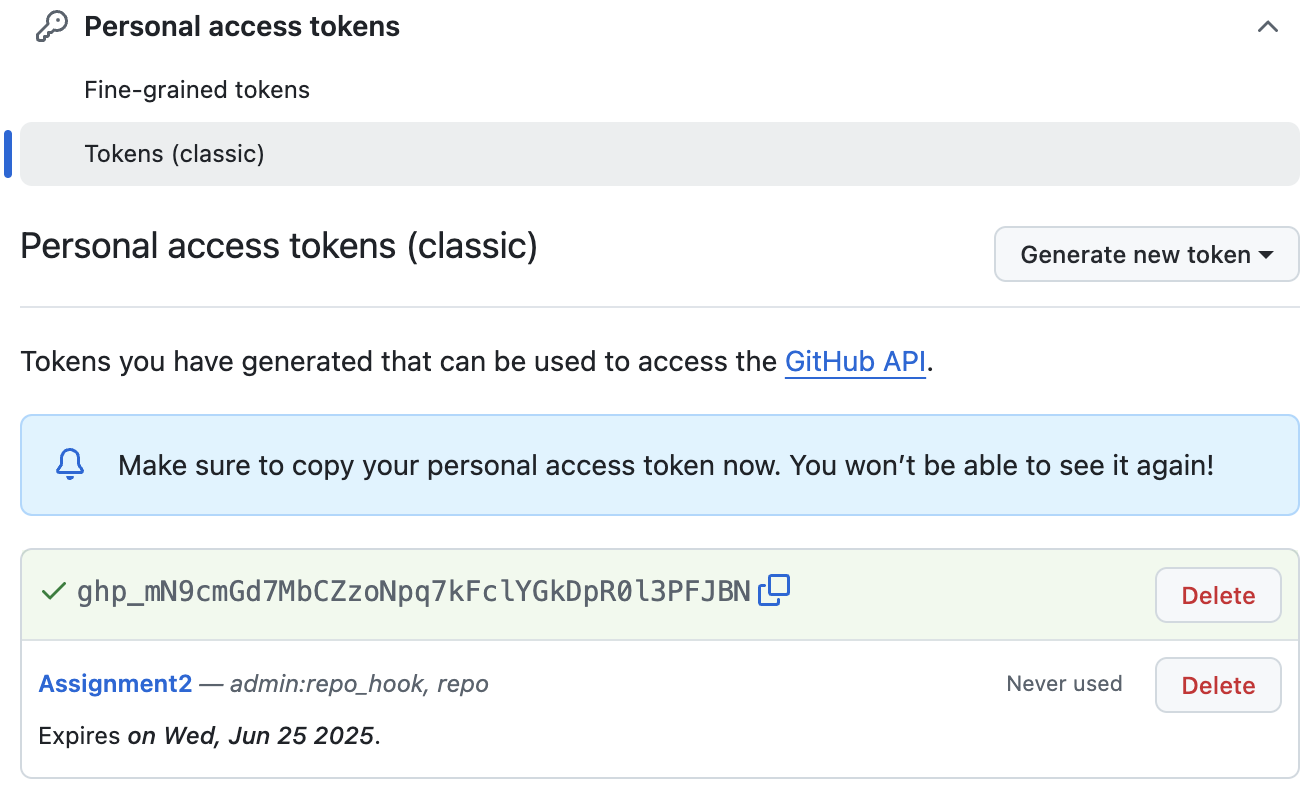 Personal access tokens
Fine-grained tokens
Tokens (classic)
Personal access tokens (classic)
Generate new token
Tokens you have generated that can be used to access the GitHub API.
Make sure to copy your personal access token now. You won’t be able to see it again!
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
Delete
Assignment2 — admin:repo_hook, repo
Never used
Delete
Expires on Wed, Jun 25 2025.